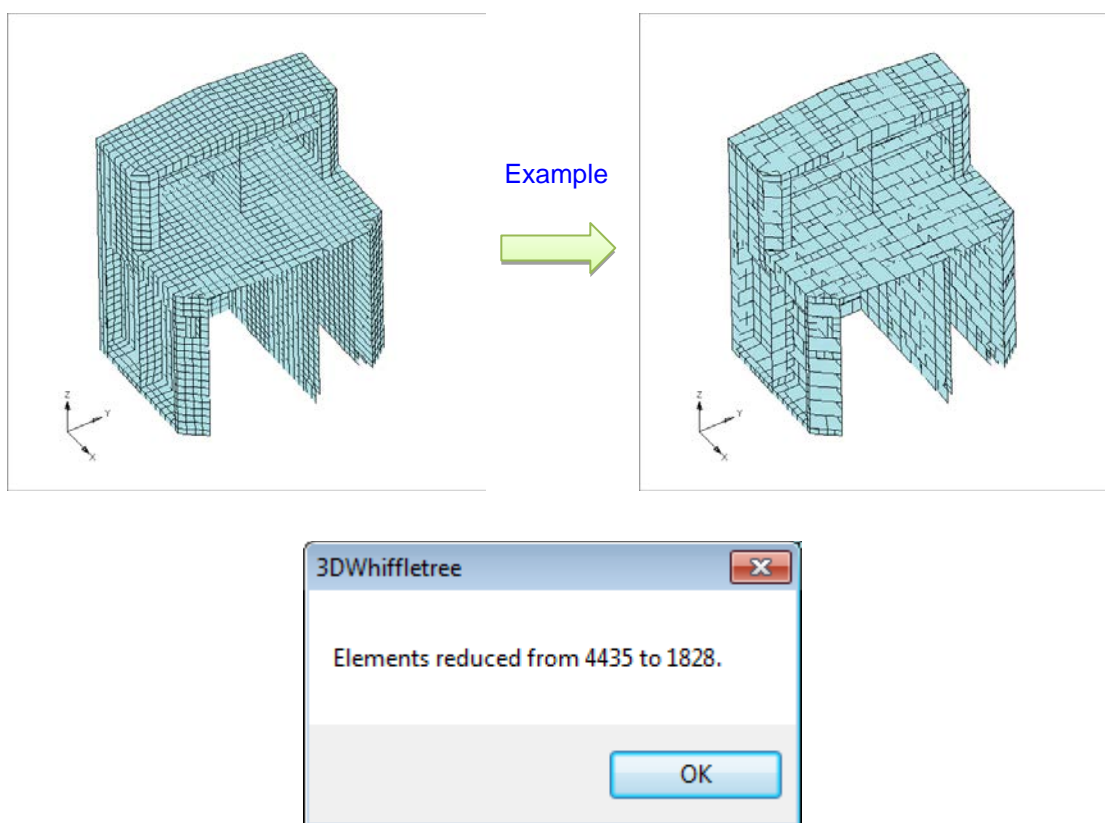 Example
Z
Y
X
Z
Y
X
3DWhiffletree
Elements reduced from 4435 to 1828.
OK